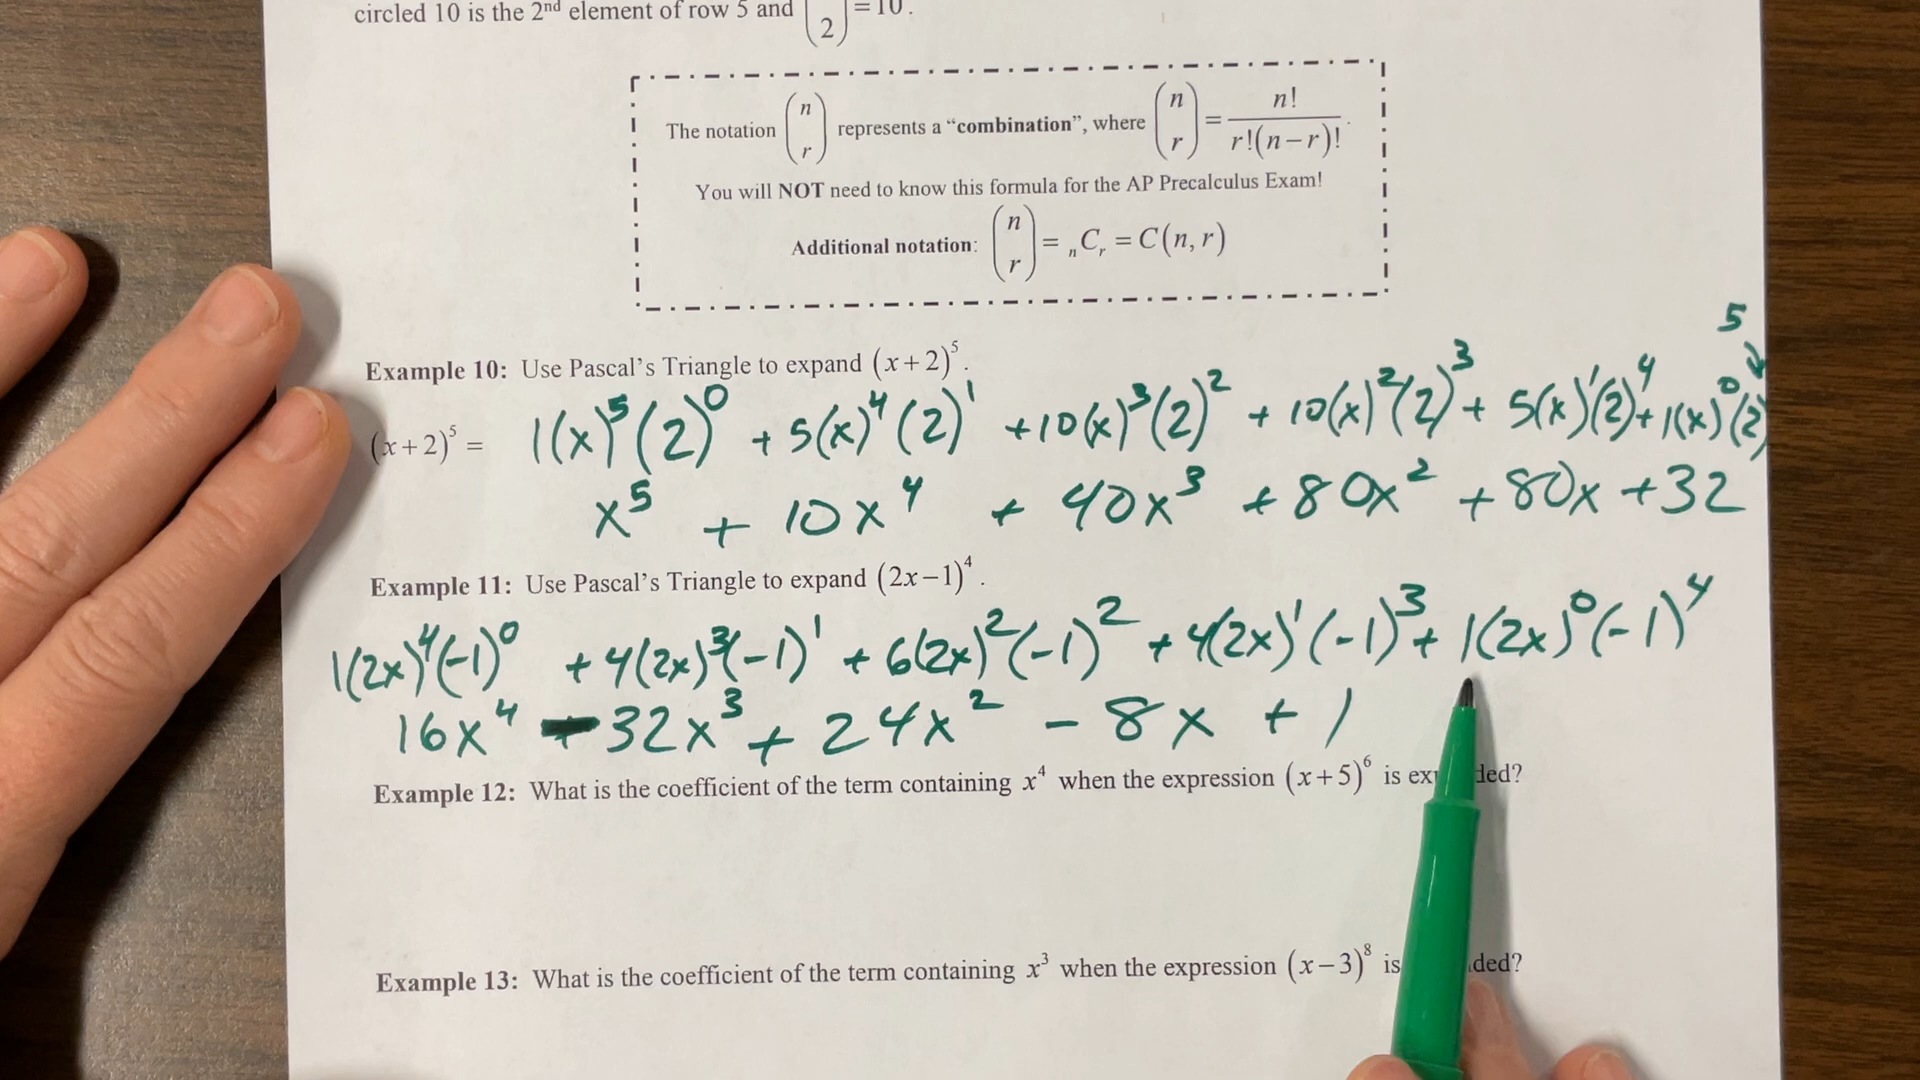 circled 10 is the 2nd element of row 5 and ( 2) = 10.
The notation (n r) represents a “combination”, where (n r) = n! / r!(n−r)!.
You will NOT need to know this formula for the AP Precalculus Exam!
Additional notation: (n r) = nCr = C(n, r)
5
Example 10: Use Pascal’s Triangle to expand (x+2)^5.
(x+2)^5 = 1(x)^5(2)^0 + 5(x)^4(2)^1 + 10(x)^3(2)^2 + 10(x)^2(2)^3 + 5(x)^1(2)^4 + 1(x)^0(2)
x^5 + 10x^4 + 40x^3 + 80x^2 + 80x + 32
Example 11: Use Pascal’s Triangle to expand (2x−1)^4.
1(2x)^4(-1)^0 + 4(2x)^3(-1)^1 + 6(2x)^2(-1)^2 + 4(2x)^1(-1)^3 + 1(2x)^0(-1)^4
16x^4 - 32x^3 + 24x^2 - 8x + 1
Example 12: What is the coefficient of the term containing x^4 when the expression (x+5)^6 is ex ded?
Example 13: What is the coefficient of the term containing x^3 when the expression (x−3)^8 is ded?